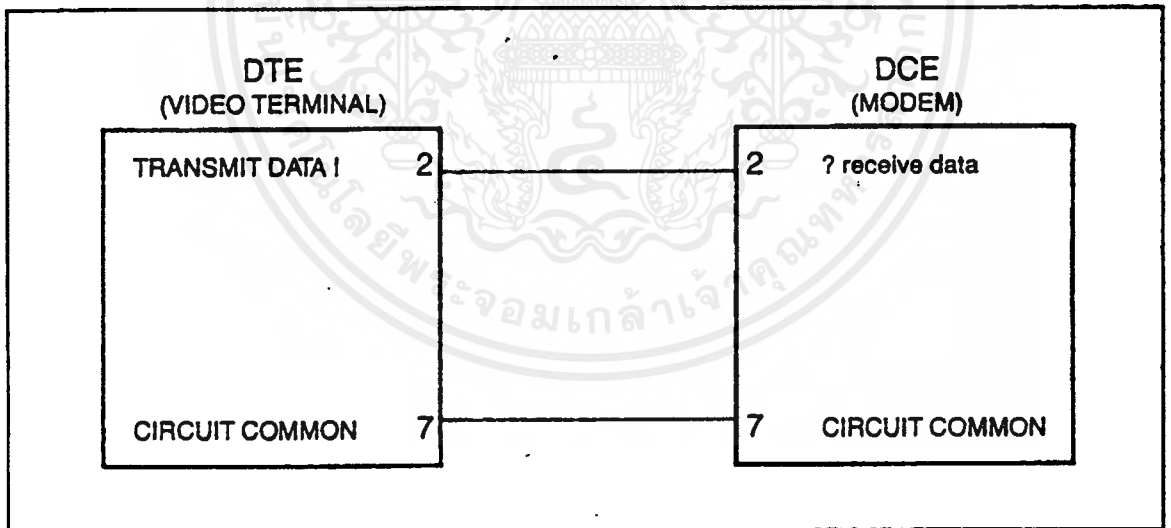 DTE
(VIDEO TERMINAL)
DCE
(MODEM)
TRANSMIT DATA ! 2
2 ? receive data
CIRCUIT COMMON 7
7 CIRCUIT COMMON